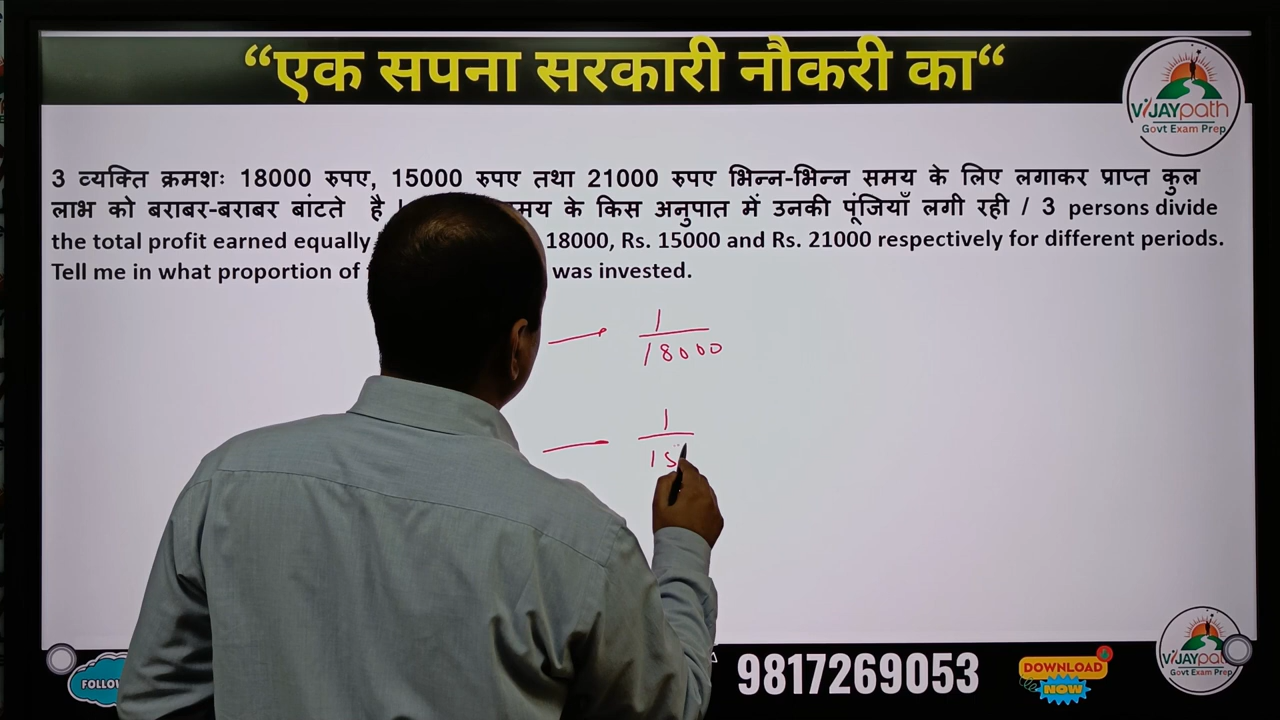 “एक सपना सरकारी नौकरी का“
ViJAYpath
Govt Exam Prep
3 व्यक्ति क्रमशः 18000 रुपए, 15000 रुपए तथा 21000 रुपए भिन्न-भिन्न समय के लिए लगाकर प्राप्त कुल
लाभ को बराबर-बराबर बांटते है | के किस अनुपात में उनकी पूंजियाँ लगी रही / 3 persons divide
the total profit earned equally 18000, Rs. 15000 and Rs. 21000 respectively for different periods.
Tell me in what proportion of was invested.
1
18000
1
15
ViJAYpath
Govt Exam Prep
FOLLOW
9817269053
DOWNLOAD
NOW